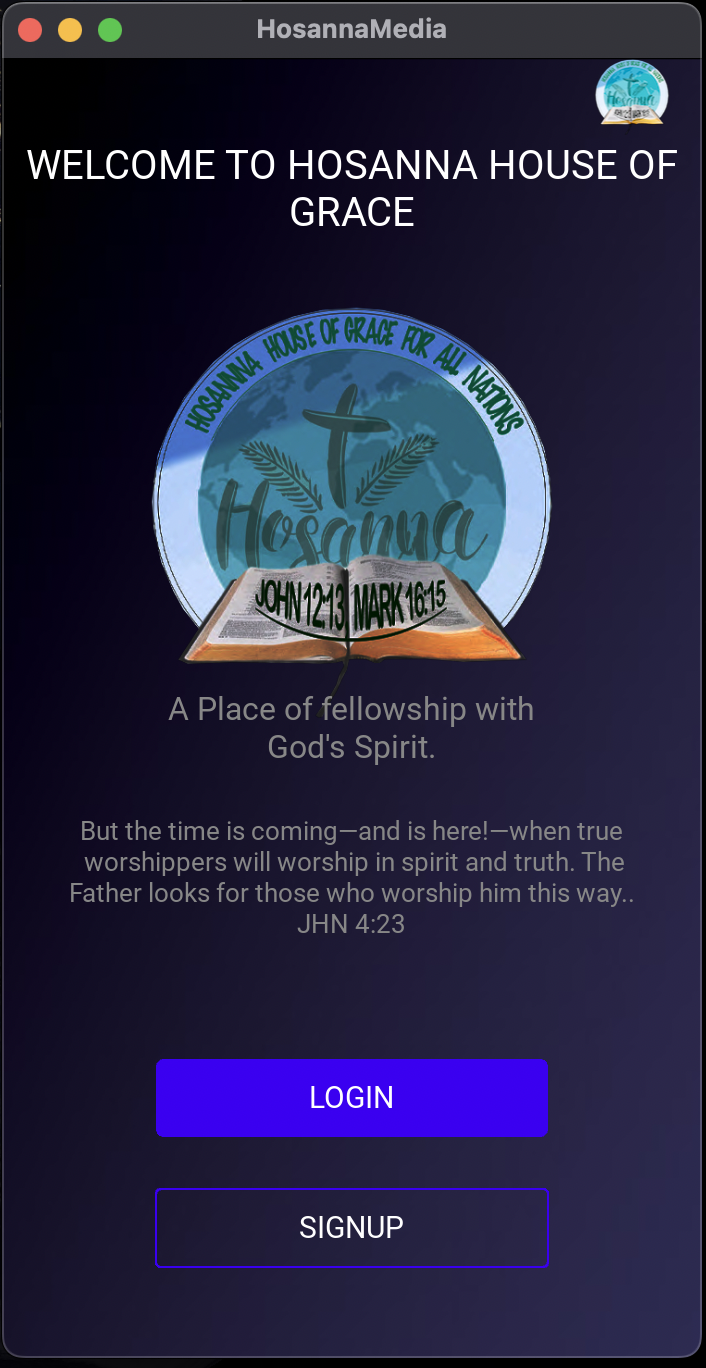 HosannaMedia
WELCOME TO HOSANNA HOUSE OF
GRACE
HOSANNNA HOUSE OF GRACE FOR ALL NATIONS
Hosanna
JOHN 12:13 MARK 16:15
A Place of fellowship with
God's Spirit.
But the time is coming—and is here!—when true
worshippers will worship in spirit and truth. The
Father looks for those who worship him this way..
JHN 4:23
LOGIN
SIGNUP